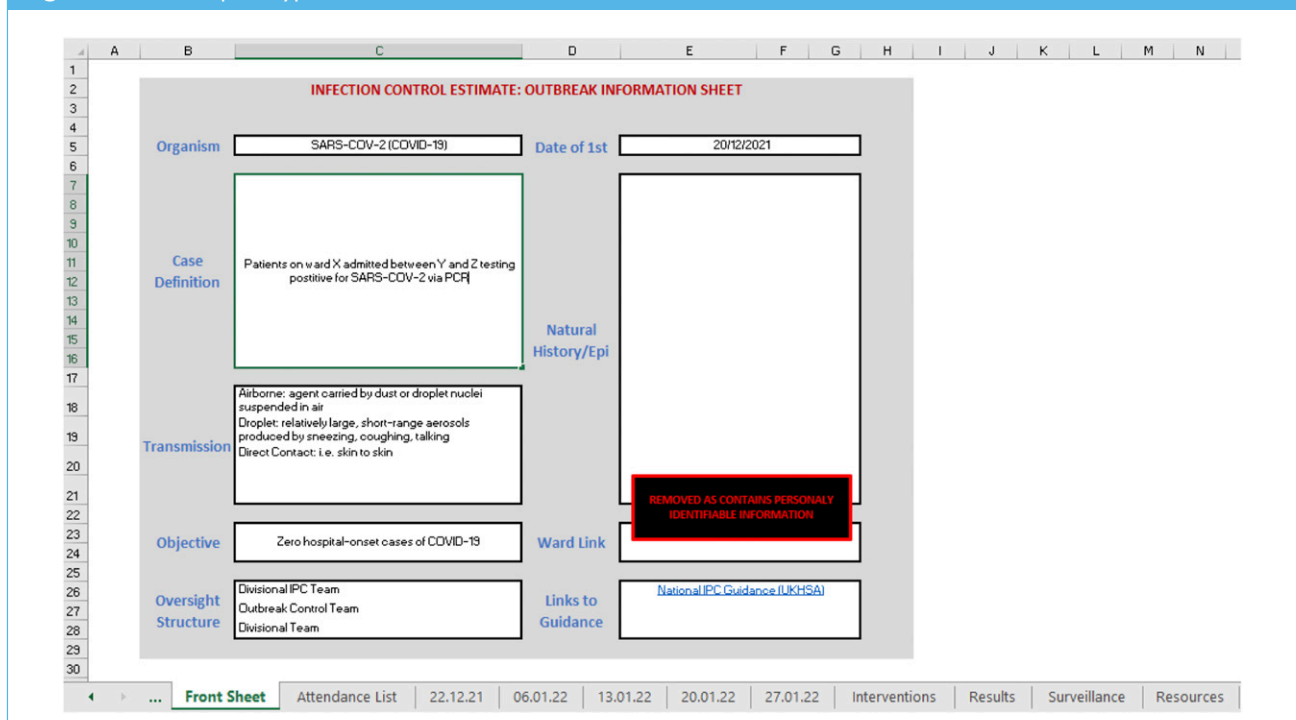 A B C D E F G H I J K L M N
1
2
3
4
5
6
7
8
9
10
11
12
13
14
15
16
17
18
19
20
21
22
23
24
25
26
27
28
29
30
INFECTION CONTROL ESTIMATE: OUTBREAK INFORMATION SHEET
Organism
SARS-COV-2 (COVID-19)
Date of 1st
20/12/2021
Case
Definition
Patients on ward X admitted between Y and Z testing
postitive for SARS-COV-2 via PCR
Natural
History/Epi
Transmission
Airborne: agent carried by dust or droplet nuclei
suspended in air
Droplet: relatively large, short-range aerosols
produced by sneezing, coughing, talking
Direct Contact: i.e. skin to skin
REMOVED AS CONTAINS PERSONALY
IDENTIFIABLE INFORMATION
Objective
Zero hospital-onset cases of COVID-19
Ward Link
Oversight
Structure
Divisional IPC Team
Outbreak Control Team
Divisional Team
Links to
Guidance
National IPC Guidance (UKHSA)
... Front Sheet Attendance List 22.12.21 06.01.22 13.01.22 20.01.22 27.01.22 Interventions Results Surveillance Resources